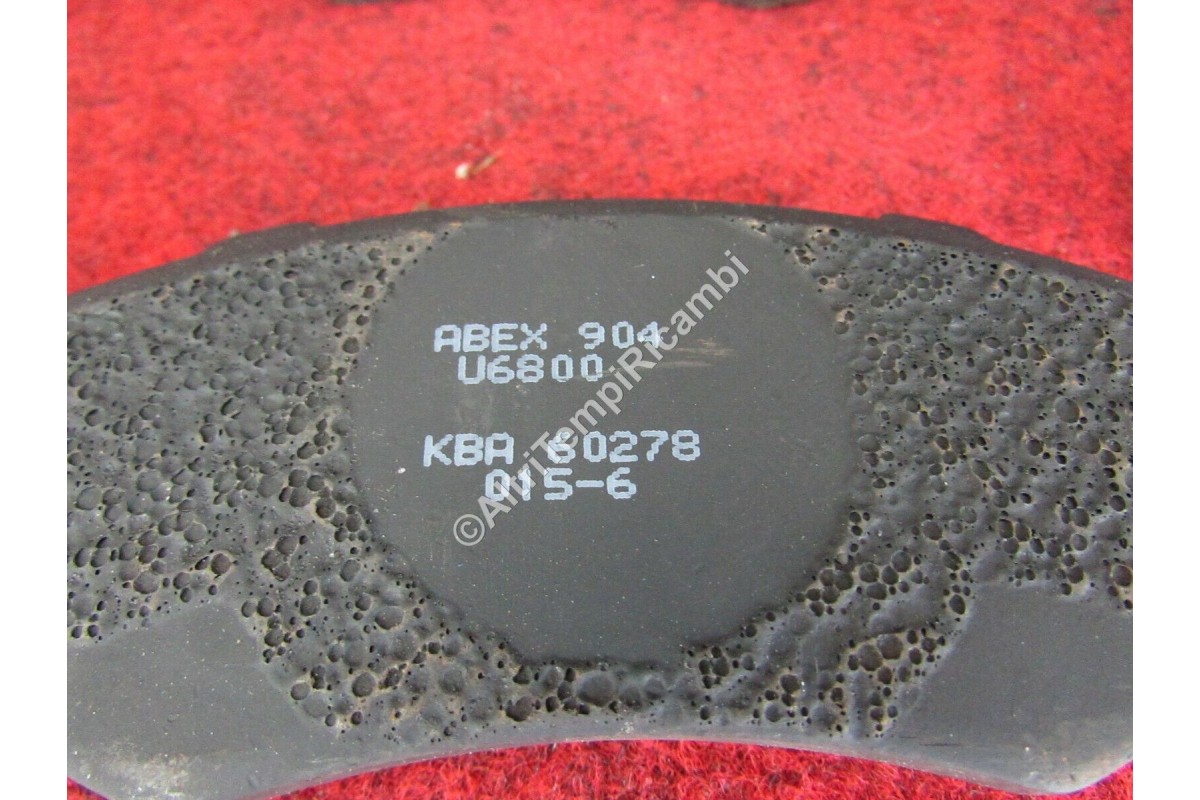 ABEX 904
U6800
KBA 60278
015-6
©AltriTempiRicambi